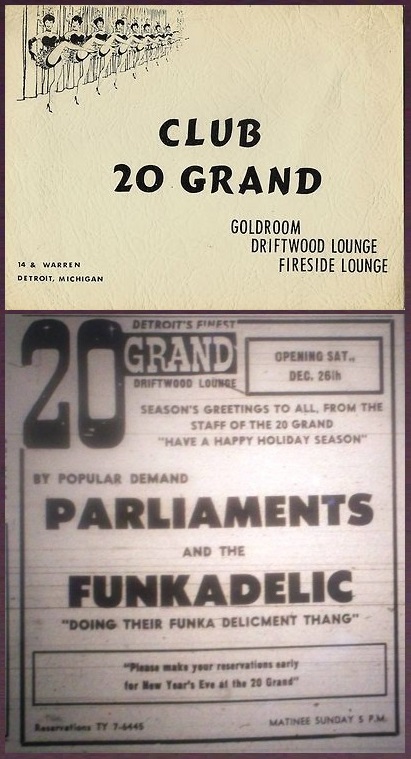 CLUB
20 GRAND
GOLDROOM
DRIFTWOOD LOUNGE
FIRESIDE LOUNGE
14 & WARREN
DETROIT, MICHIGAN
DETROIT'S FINEST
20 GRAND
DRIFTWOOD LOUNGE
OPENING SAT.,
DEC. 26th
SEASON'S GREETINGS TO ALL, FROM THE
STAFF OF THE 20 GRAND
"HAVE A HAPPY HOLIDAY SEASON"
BY POPULAR DEMAND
PARLIAMENTS
AND THE
FUNKADELIC
"DOING THEIR FUNKA DELICMENT THANG"
"Please make your reservations early
for New Year's Eve at the 20 Grand"
Reservations TY 7-6445
MATINEE SUNDAY 5 P.M.